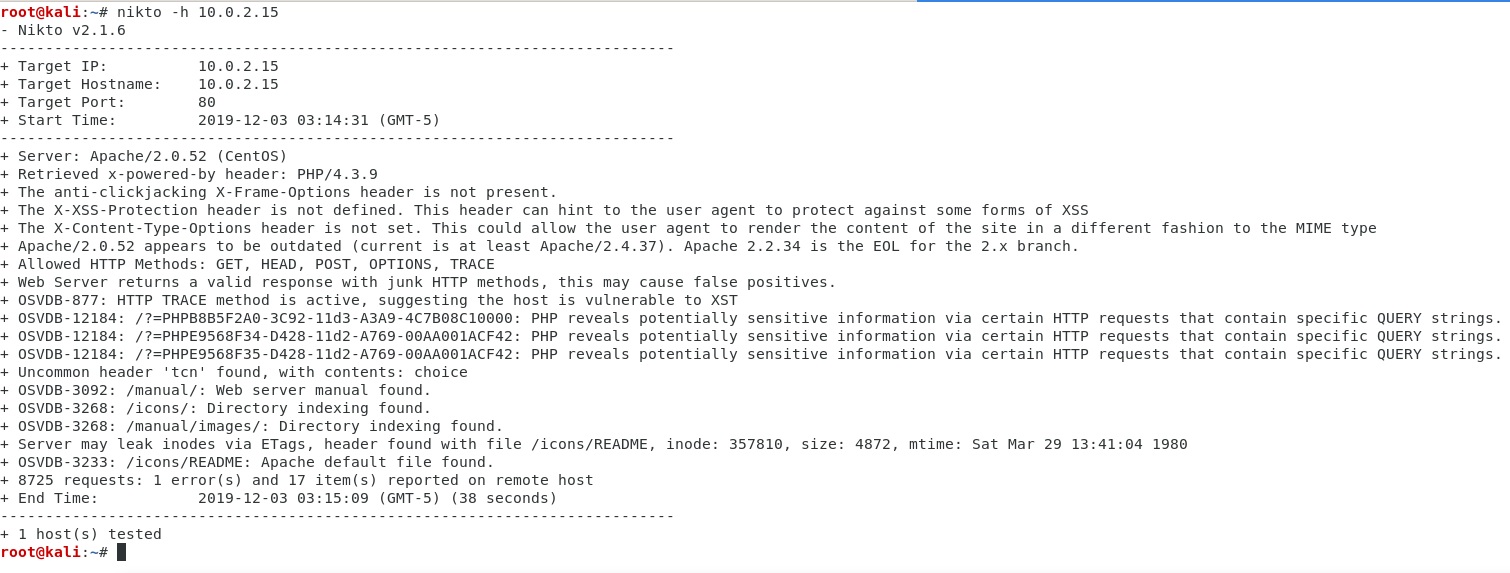 root@kali:~# nikto -h 10.0.2.15
- Nikto v2.1.6
---------------------------------------------------------------------------
+ Target IP:          10.0.2.15
+ Target Hostname:    10.0.2.15
+ Target Port:        80
+ Start Time:         2019-12-03 03:14:31 (GMT-5)
---------------------------------------------------------------------------
+ Server: Apache/2.0.52 (CentOS)
+ Retrieved x-powered-by header: PHP/4.3.9
+ The anti-clickjacking X-Frame-Options header is not present.
+ The X-XSS-Protection header is not defined. This header can hint to the user agent to protect against some forms of XSS
+ The X-Content-Type-Options header is not set. This could allow the user agent to render the content of the site in a different fashion to the MIME type
+ Apache/2.0.52 appears to be outdated (current is at least Apache/2.4.37). Apache 2.2.34 is the EOL for the 2.x branch.
+ Allowed HTTP Methods: GET, HEAD, POST, OPTIONS, TRACE
+ Web Server returns a valid response with junk HTTP methods, this may cause false positives.
+ OSVDB-877: HTTP TRACE method is active, suggesting the host is vulnerable to XST
+ OSVDB-12184: /?=PHPB8B5F2A0-3C92-11d3-A3A9-4C7B08C10000: PHP reveals potentially sensitive information via certain HTTP requests that contain specific QUERY strings.
+ OSVDB-12184: /?=PHPE9568F34-D428-11d2-A769-00AA001ACF42: PHP reveals potentially sensitive information via certain HTTP requests that contain specific QUERY strings.
+ OSVDB-12184: /?=PHPE9568F35-D428-11d2-A769-00AA001ACF42: PHP reveals potentially sensitive information via certain HTTP requests that contain specific QUERY strings.
+ Uncommon header 'tcn' found, with contents: choice
+ OSVDB-3092: /manual/: Web server manual found.
+ OSVDB-3268: /icons/: Directory indexing found.
+ OSVDB-3268: /manual/images/: Directory indexing found.
+ Server may leak inodes via ETags, header found with file /icons/README, inode: 357810, size: 4872, mtime: Sat Mar 29 13:41:04 1980
+ OSVDB-3233: /icons/README: Apache default file found.
+ 8725 requests: 1 error(s) and 17 item(s) reported on remote host
+ End Time:           2019-12-03 03:15:09 (GMT-5) (38 seconds)
---------------------------------------------------------------------------
+ 1 host(s) tested
root@kali:~#